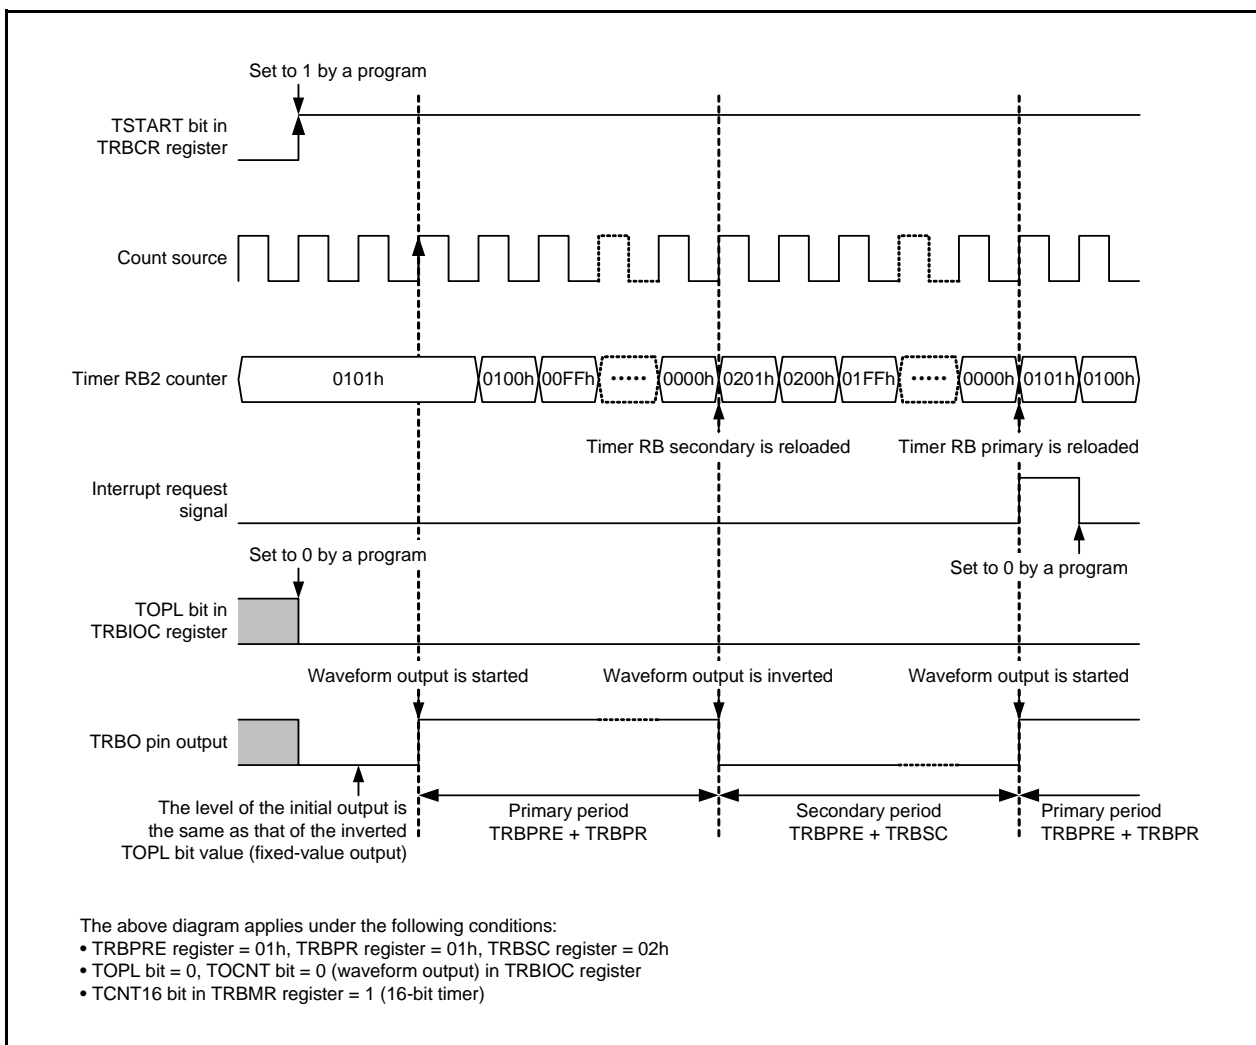 Set to 1 by a program
TSTART bit in
TRBCR register
Count source
Timer RB2 counter
0101h 0100h 00FFh ····· 0000h 0201h 0200h 01FFh ····· 0000h 0101h 0100h
Timer RB secondary is reloaded Timer RB primary is reloaded
Interrupt request
signal
Set to 0 by a program
Set to 0 by a program
TOPL bit in
TRBIOC register
Waveform output is started Waveform output is inverted Waveform output is started
TRBO pin output
The level of the initial output is
the same as that of the inverted
TOPL bit value (fixed-value output)
Primary period
TRBPRE + TRBPR
Secondary period
TRBPRE + TRBSC
Primary period
TRBPRE + TRBPR
The above diagram applies under the following conditions:
• TRBPRE register = 01h, TRBPR register = 01h, TRBSC register = 02h
• TOPL bit = 0, TOCNT bit = 0 (waveform output) in TRBIOC register
• TCNT16 bit in TRBMR register = 1 (16-bit timer)